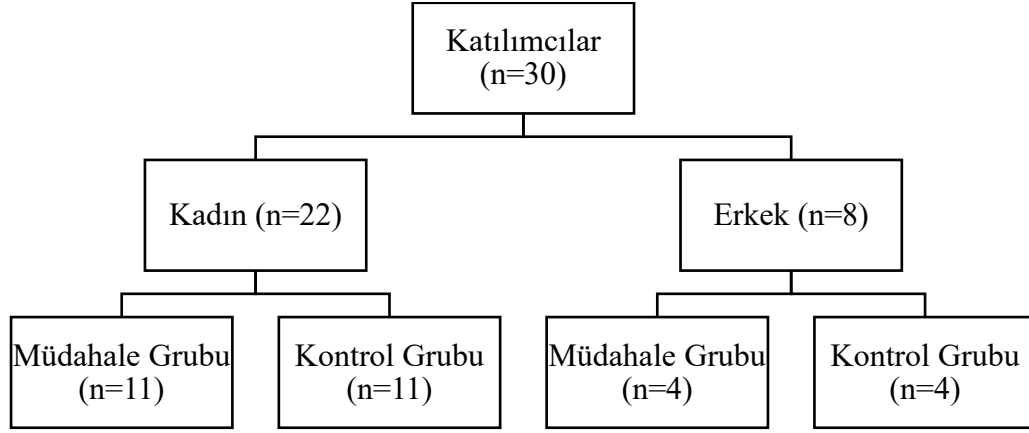 Katılımcılar
(n=30)
Kadın (n=22)
Erkek (n=8)
Müdahale Grubu
(n=11)
Kontrol Grubu
(n=11)
Müdahale Grubu
(n=4)
Kontrol Grubu
(n=4)